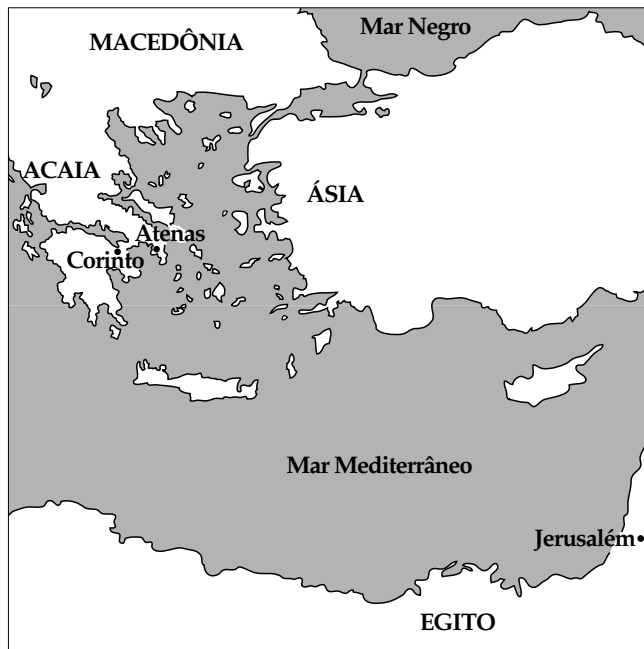 Mar Negro
MACEDÔNIA
ACAIA
ÁSIA
Atenas
Corinto
Mar Mediterrâneo
Jerusalém
EGITO